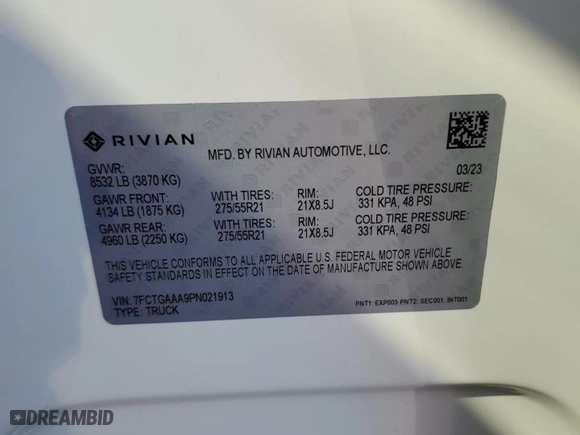 RIVIAN
MFD. BY RIVIAN AUTOMOTIVE, LLC.
GVWR:
8532 LB (3870 KG)
03/23
GAWR FRONT: WITH TIRES: RIM: COLD TIRE PRESSURE:
4134 LB (1875 KG) 275/55R21 21X8.5J 331 KPA, 48 PSI
GAWR REAR: WITH TIRES: RIM: COLD TIRE PRESSURE:
4960 LB (2250 KG) 275/55R21 21X8.5J 331 KPA, 48 PSI
THIS VEHICLE CONFORMS TO ALL APPLICABLE U.S. FEDERAL MOTOR VEHICLE
SAFETY STANDARDS IN EFFECT ON THE DATE OF MANUFACTURE SHOWN ABOVE.
VIN: 7FCTGAAA9PN021913
TYPE: TRUCK
PNT1: EXP003 PNT2: SEC001 INT001
DREAMBID